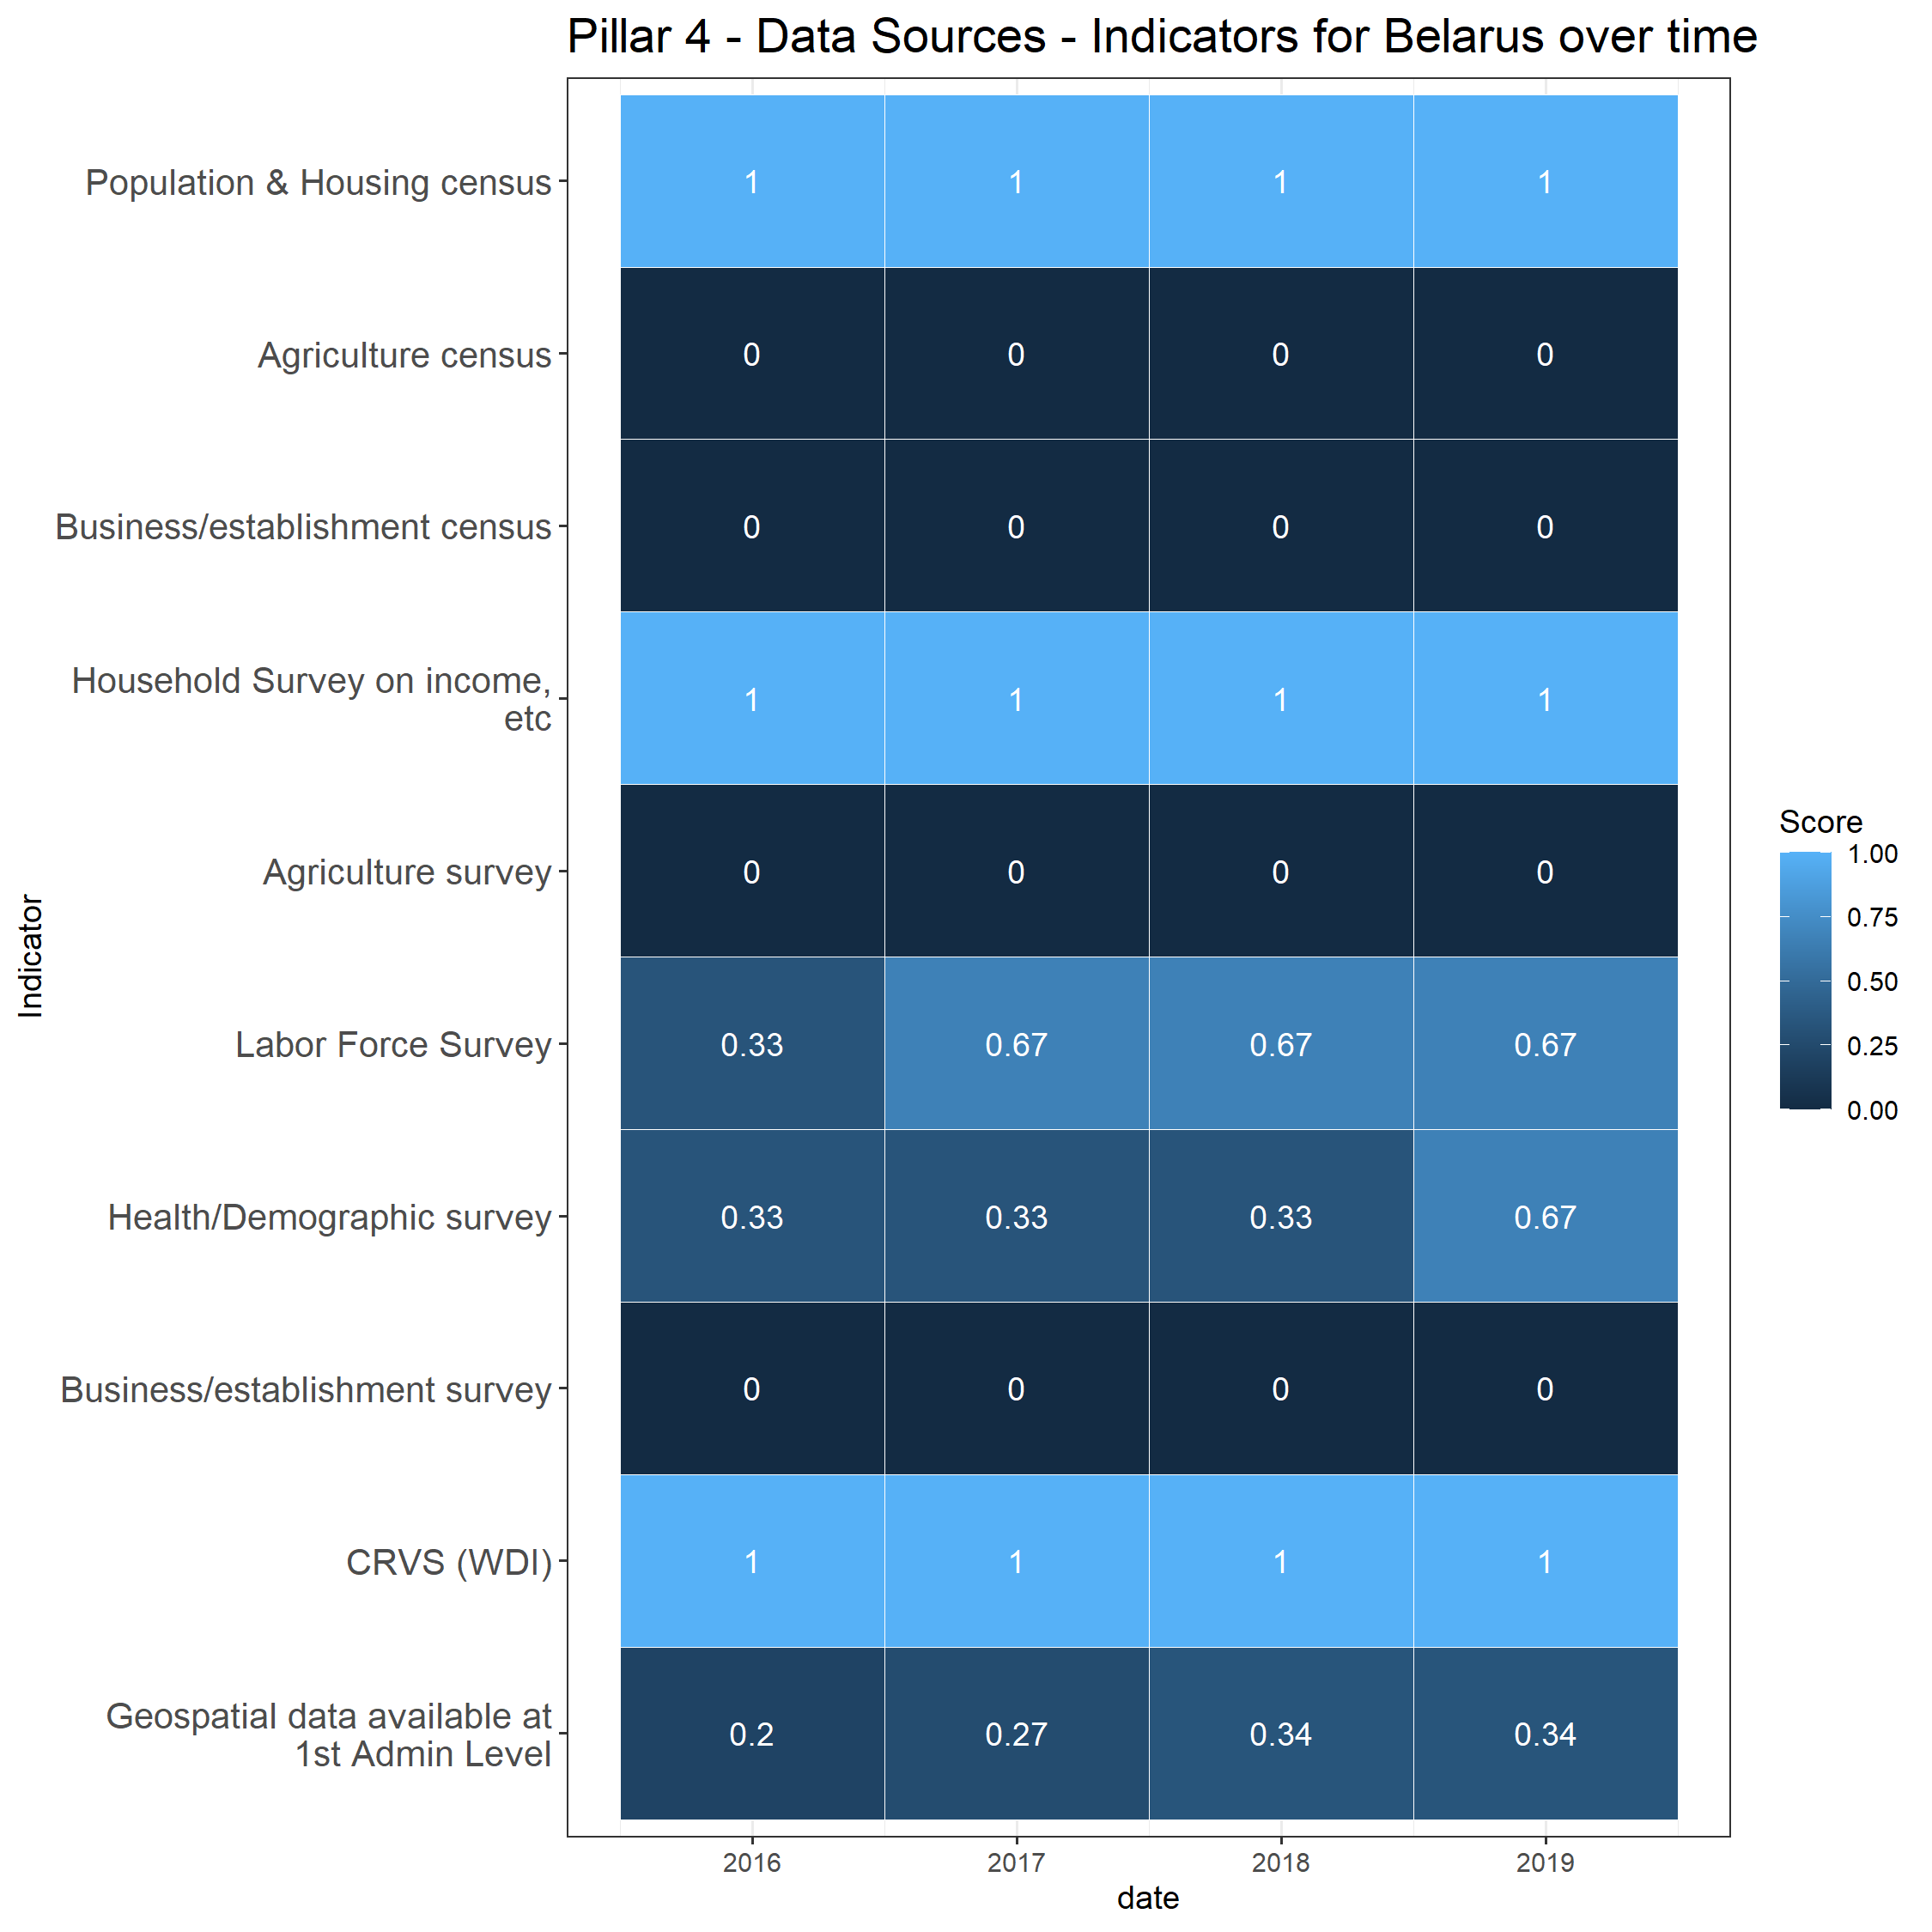 Pillar 4 - Data Sources - Indicators for Belarus over time
Population & Housing census
1 1 1 1
Agriculture census
0 0 0 0
Business/establishment census
0 0 0 0
Household Survey on income,
etc
1 1 1 1
Agriculture survey
0 0 0 0
Labor Force Survey
0.33 0.67 0.67 0.67
Health/Demographic survey
0.33 0.33 0.33 0.67
Business/establishment survey
0 0 0 0
CRVS (WDI)
1 1 1 1
Geospatial data available at
1st Admin Level
0.2 0.27 0.34 0.34
2016 2017 2018 2019
date
Indicator
Score
1.00
0.75
0.50
0.25
0.00